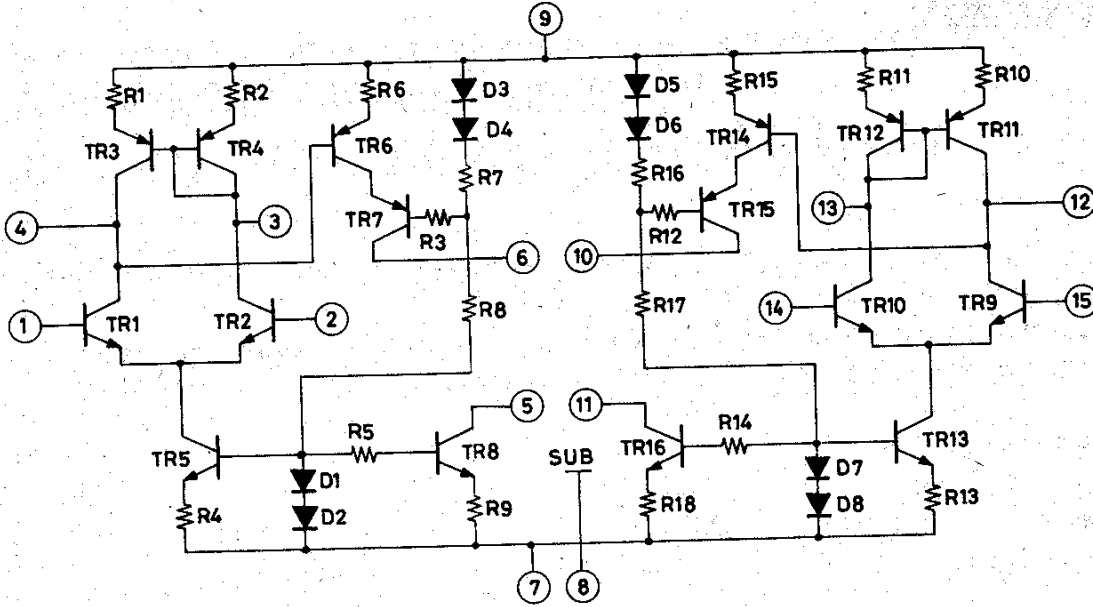 9
R1 R2 R6 D3 D5 R15 R11 R10
D4 D6
TR3 TR4 TR6 TR14 TR12 TR11
R7 R16
4 3 TR7 R3 R12 TR15 13 12
6 10
1 TR1 TR2 2 R8 R17 14 TR10 TR9 15
5 11
TR5 R5 TR8 SUB TR16 R14 TR13
D1 D7
R4 D2 R9 R18 D8 R13
7 8